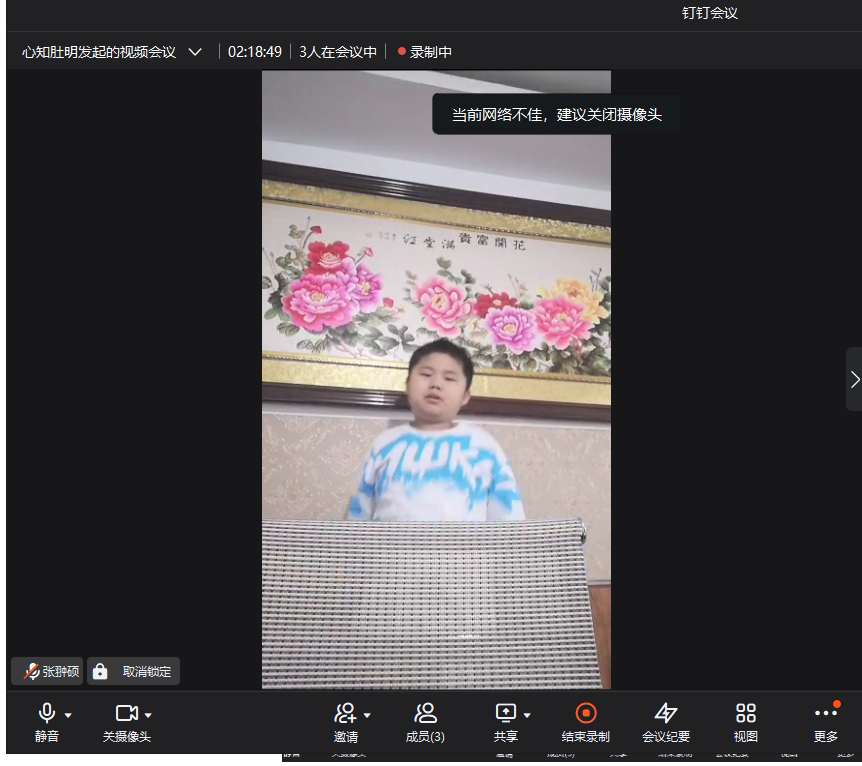 钉钉会议
心知肚明发起的视频会议 02:18:49 3人在会议中 录制中
当前网络不佳，建议关闭摄像头
花開富貴滿堂紅
MWK
张翀硕 取消锁定
静音 关摄像头 邀请 成员(3) 共享 结束录制 会议纪要 视图 更多